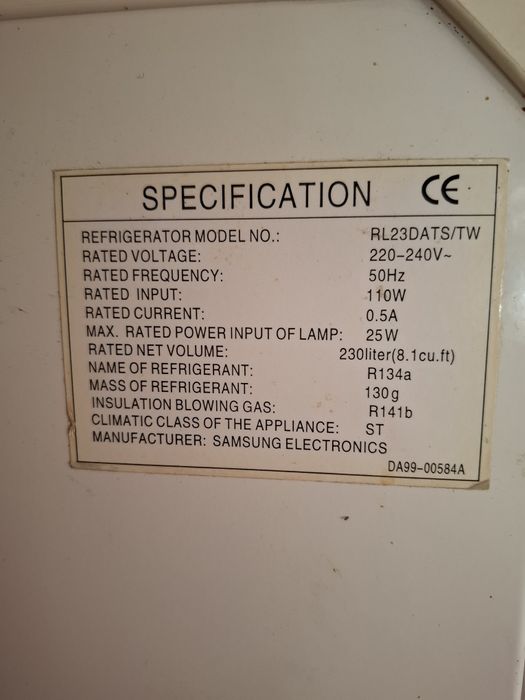 SPECIFICATION CE
REFRIGERATOR MODEL NO.: RL23DATS/TW
RATED VOLTAGE: 220-240V~
RATED FREQUENCY: 50Hz
RATED INPUT: 110W
RATED CURRENT: 0.5A
MAX. RATED POWER INPUT OF LAMP: 25W
RATED NET VOLUME: 230liter(8.1cu.ft)
NAME OF REFRIGERANT: R134a
MASS OF REFRIGERANT: 130g
INSULATION BLOWING GAS: R141b
CLIMATIC CLASS OF THE APPLIANCE: ST
MANUFACTURER: SAMSUNG ELECTRONICS
DA99-00584A